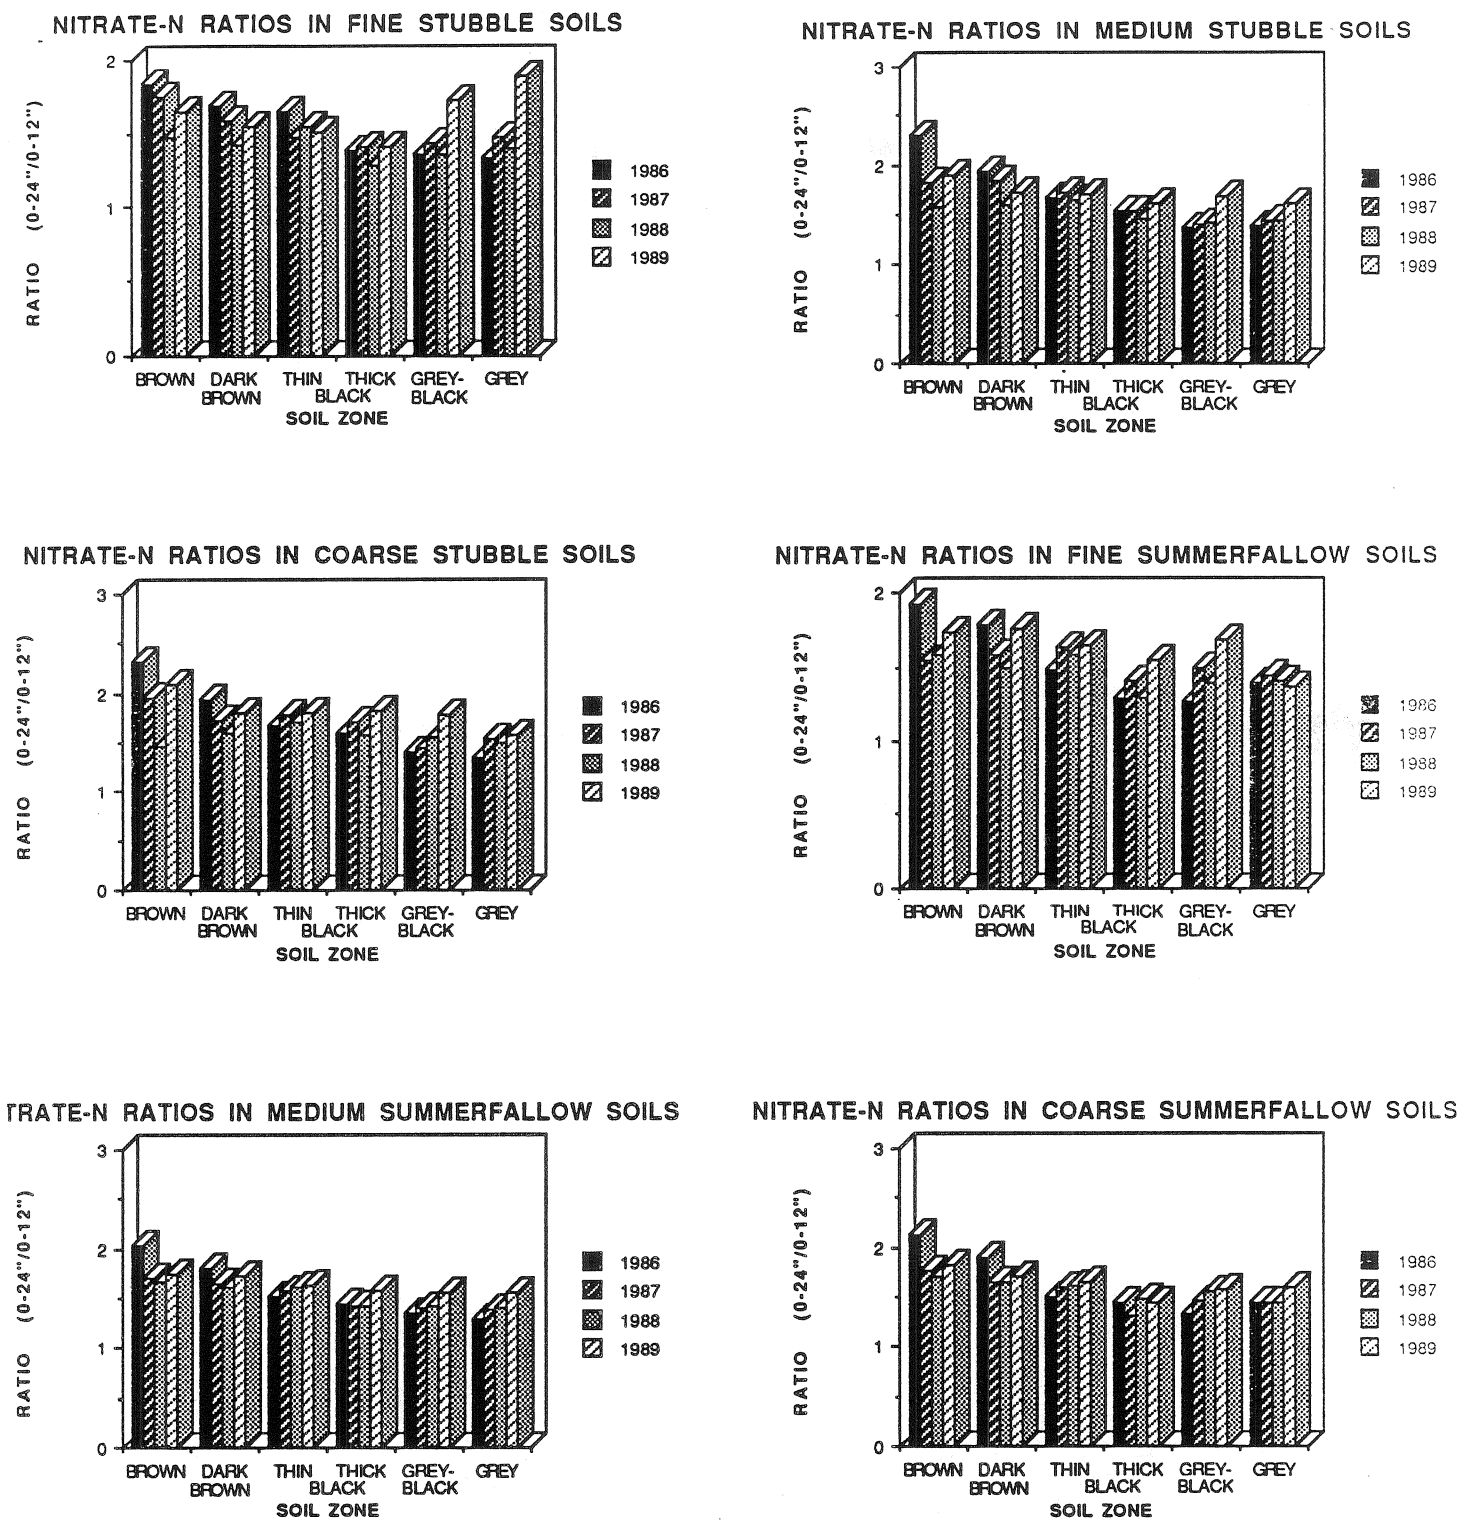 NITRATE-N RATIOS IN FINE STUBBLE SOILS
2
1
0
RATIO (0-24"/0-12")
1986
1987
1988
1989
BROWN DARK THIN THICK GREY- GREY
BROWN BLACK BLACK
SOIL ZONE
NITRATE-N RATIOS IN MEDIUM STUBBLE SOILS
3
2
1
0
RATIO (0-24"/0-12")
1986
1987
1988
1989
BROWN DARK THIN THICK GREY- GREY
BROWN BLACK BLACK
SOIL ZONE
NITRATE-N RATIOS IN COARSE STUBBLE SOILS
3
2
1
0
RATIO (0-24"/0-12")
1986
1987
1988
1989
BROWN DARK THIN THICK GREY- GREY
BROWN BLACK BLACK
SOIL ZONE
NITRATE-N RATIOS IN FINE SUMMERFALLOW SOILS
2
1
0
RATIO (0-24"/0-12")
1986
1987
1988
1989
BROWN DARK THIN THICK GREY- GREY
BROWN BLACK BLACK
SOIL ZONE
TRATE-N RATIOS IN MEDIUM SUMMERFALLOW SOILS
3
2
1
0
RATIO (0-24"/0-12")
1986
1987
1988
1989
BROWN DARK THIN THICK GREY- GREY
BROWN BLACK BLACK
SOIL ZONE
NITRATE-N RATIOS IN COARSE SUMMERFALLOW SOILS
3
2
1
0
RATIO (0-24"/0-12")
1986
1987
1988
1989
BROWN DARK THIN THICK GREY- GREY
BROWN BLACK BLACK
SOIL ZONE